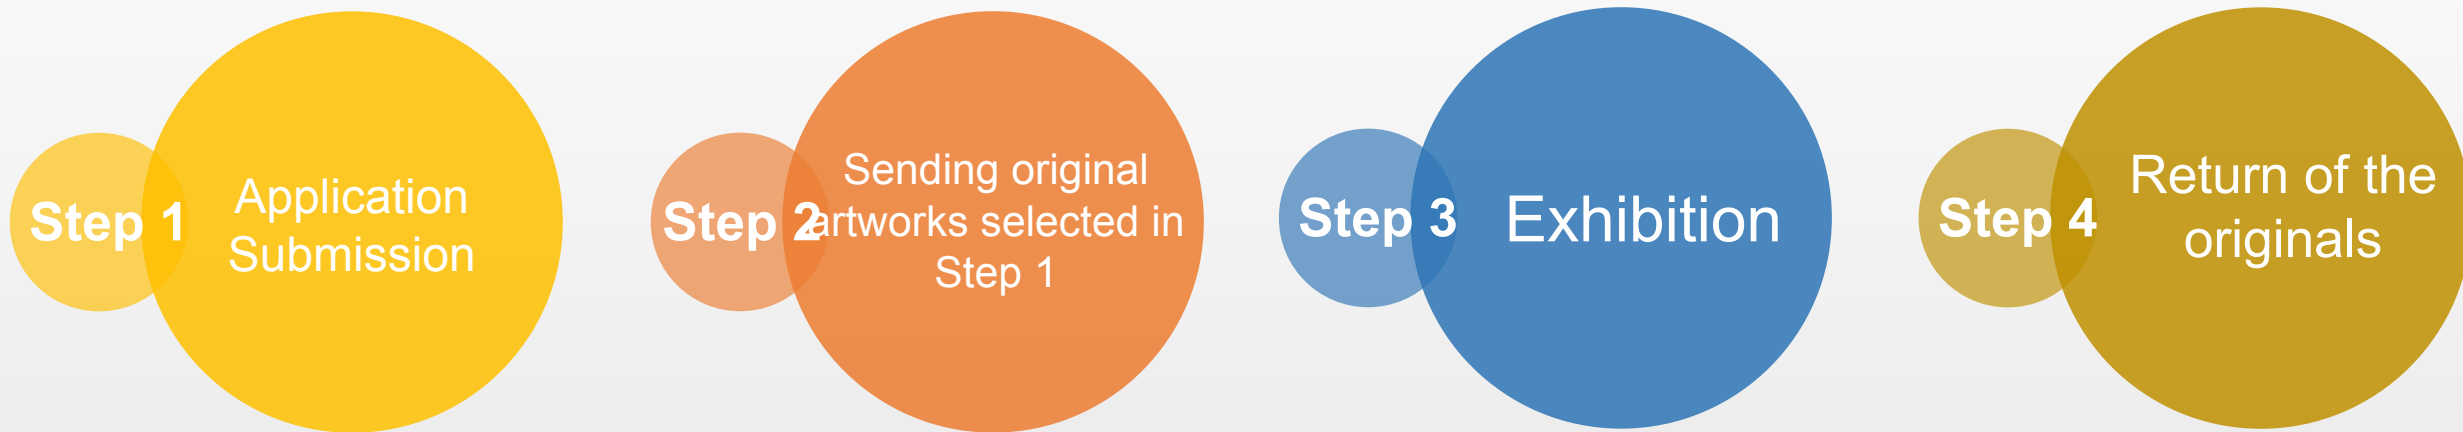 Step 1
Application
Submission
Step 2
Sending original
artworks selected in
Step 1
Step 3
Exhibition
Step 4
Return of the
originals